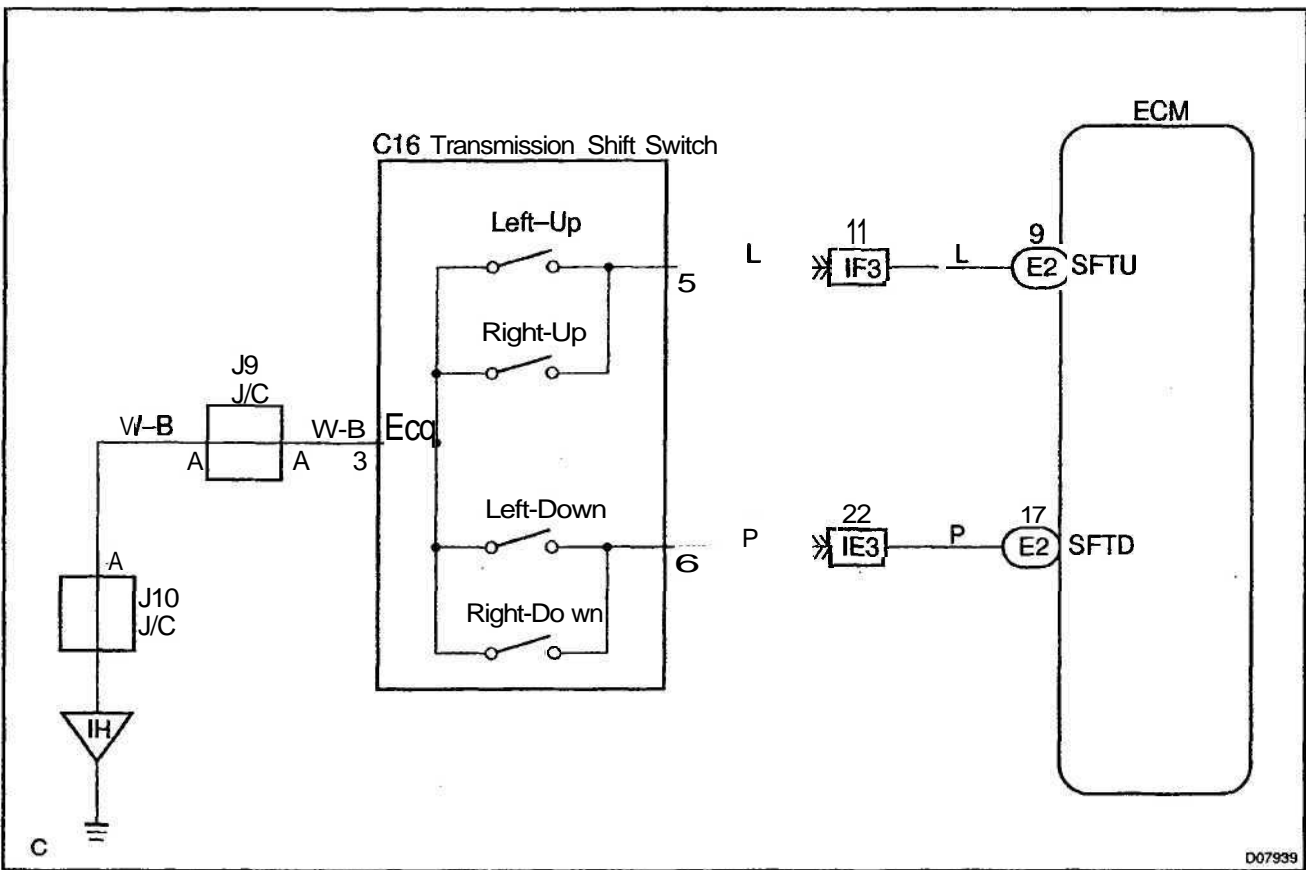 ECM
C16 Transmission Shift Switch
Left–Up
5
L
11
IF3
L
9
E2
SFTU
Right-Up
J9
J/C
W–B
A
A
W-B
3
Ecq
Left-Down
6
P
22
IE3
P
17
E2
SFTD
Right-Do wn
A
J10
J/C
IH
C
D07939